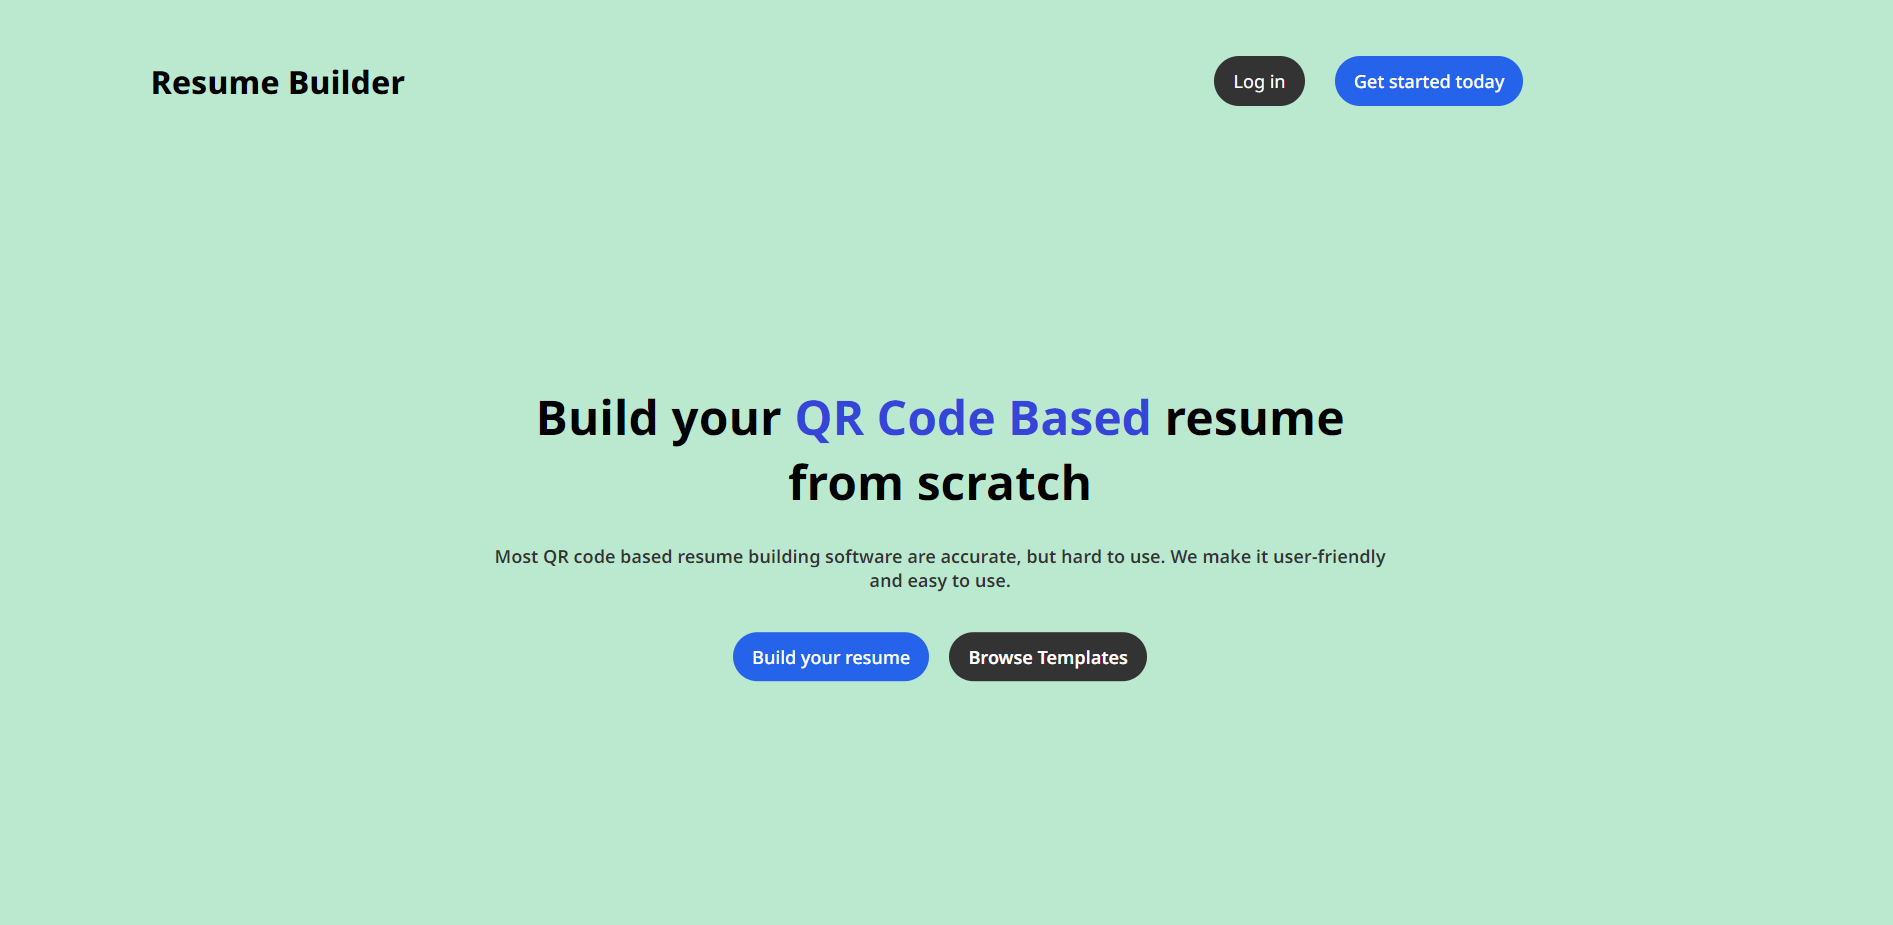 Resume Builder
Log in
Get started today
Build your QR Code Based resume
from scratch
Most QR code based resume building software are accurate, but hard to use. We make it user-friendly
and easy to use.
Build your resume
Browse Templates